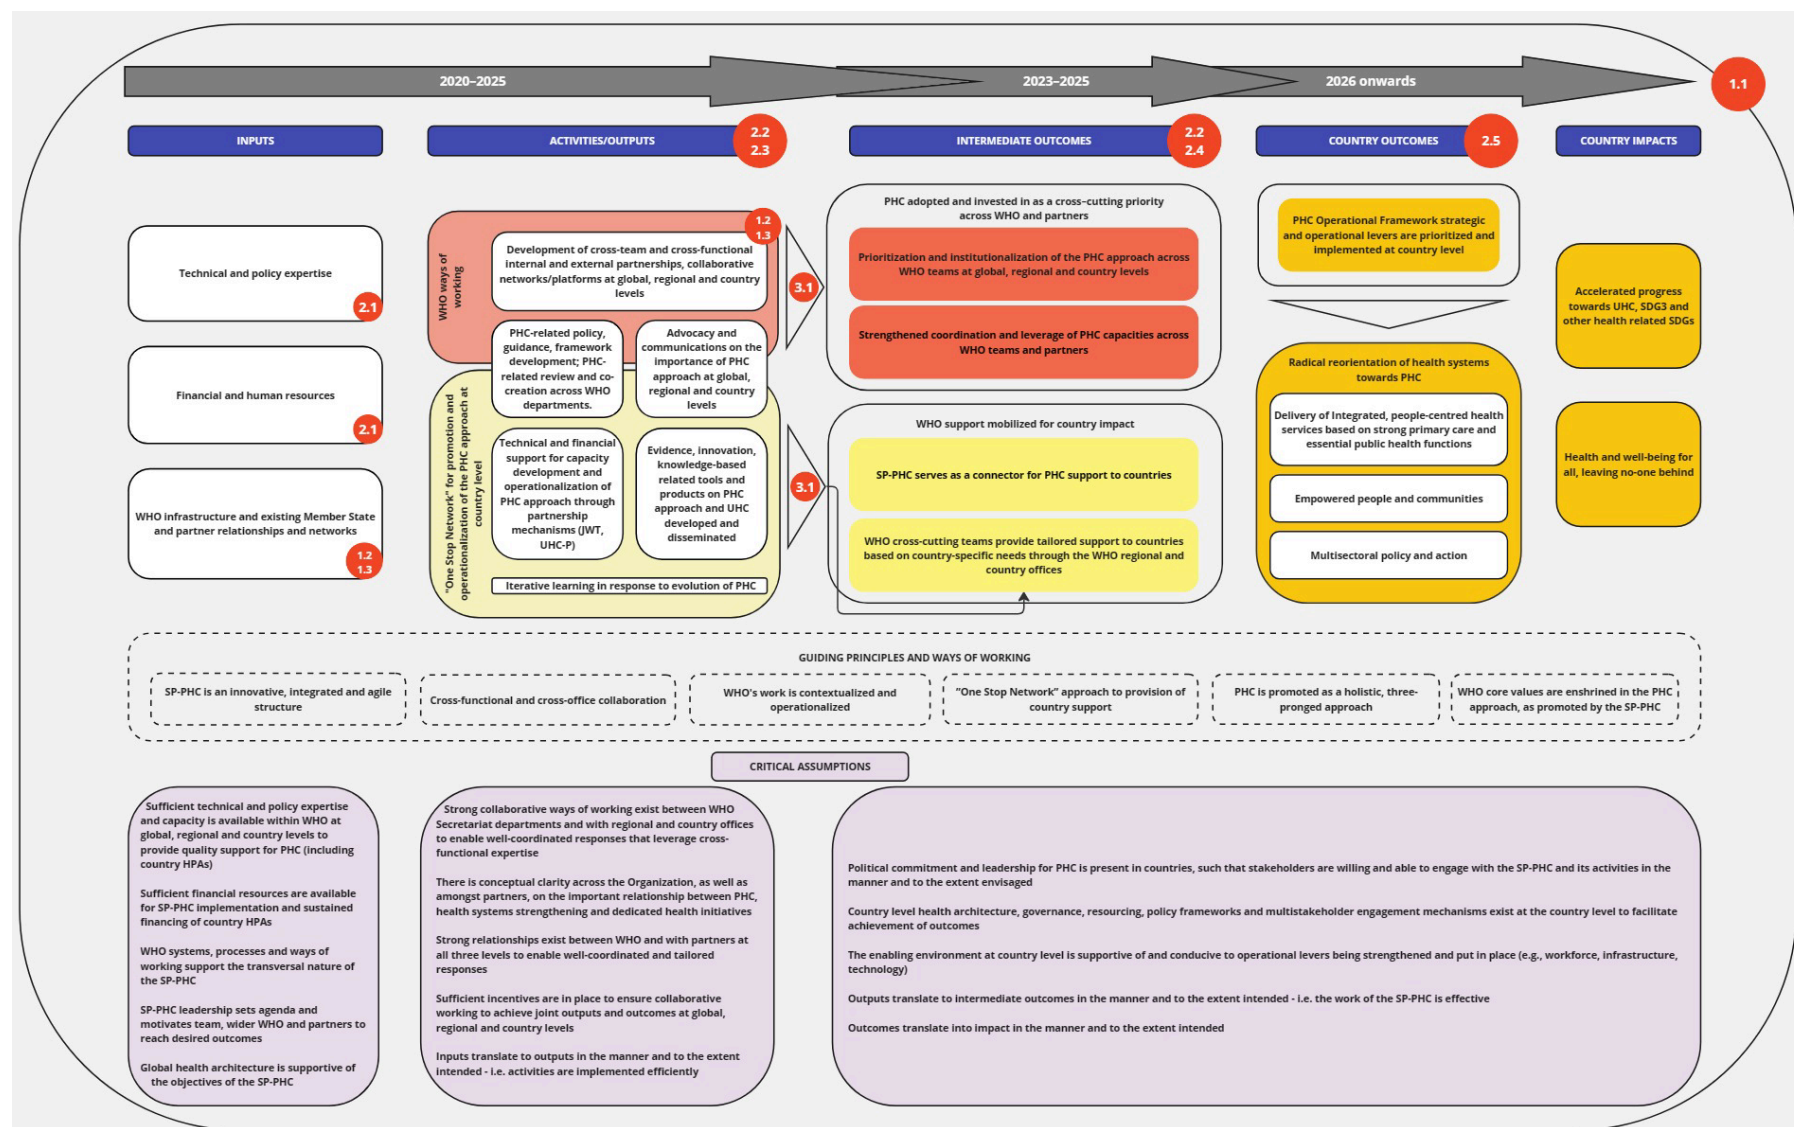 2020–2025
2023–2025
2026 onwards
1.1
INPUTS
ACTIVITIES/OUTPUTS
2.2
2.3
INTERMEDIATE OUTCOMES
2.2
2.4
COUNTRY OUTCOMES
2.5
COUNTRY IMPACTS
Technical and policy expertise
2.1
Financial and human resources
2.1
WHO infrastructure and existing Member State
and partner relationships and networks
1.2
1.3
WHO ways of
working
1.2
1.3
Development of cross-team and cross-functional
internal and external partnerships, collaborative
networks/platforms at global, regional and country
levels
PHC-related policy,
guidance, framework
development; PHC-
related review and co-
creation across WHO
departments.
Advocacy and
communications on the
importance of PHC
approach at global,
regional and country
levels
"One Stop Network" for promotion and
operationalization of the PHC approach at
country level
Technical and financial
support for capacity
development and
operationalization of
PHC approach through
partnership
mechanisms (JWT,
UHC-P)
Evidence, innovation,
knowledge-based
related tools and
products on PHC
approach and UHC
developed and
disseminated
Iterative learning in response to evolution of PHC
3.1
3.1
PHC adopted and invested in as a cross–cutting priority
across WHO and partners
Prioritization and institutionalization of the PHC approach across
WHO teams at global, regional and country levels
Strengthened coordination and leverage of PHC capacities across
WHO teams and partners
WHO support mobilized for country impact
SP-PHC serves as a connector for PHC support to countries
WHO cross-cutting teams provide tailored support to countries
based on country-specific needs through the WHO regional and
country offices
PHC Operational Framework strategic
and operational levers are prioritized and
implemented at country level
Radical reorientation of health systems
towards PHC
Delivery of Integrated, people-centred health
services based on strong primary care and
essential public health functions
Empowered people and communities
Multisectoral policy and action
Accelerated progress
towards UHC, SDG3 and
other health related SDGs
Health and well-being for
all, leaving no-one behind
GUIDING PRINCIPLES AND WAYS OF WORKING
SP-PHC is an innovative, integrated and agile
structure
Cross-functional and cross-office collaboration
WHO's work is contextualized and
operationalized
"One Stop Network" approach to provision of
country support
PHC is promoted as a holistic, three-
pronged approach
WHO core values are enshrined in the PHC
approach, as promoted by the SP-PHC
CRITICAL ASSUMPTIONS
Sufficient technical and policy expertise
and capacity is available within WHO at
global, regional and country levels to
provide quality support for PHC (including
country HPAs)
Sufficient financial resources are available
for SP-PHC implementation and sustained
financing of country HPAs
WHO systems, processes and ways of
working support the transversal nature of
the SP-PHC
SP-PHC leadership sets agenda and
motivates team, wider WHO and partners to
reach desired outcomes
Global health architecture is supportive of
the objectives of the SP-PHC
Strong collaborative ways of working exist between WHO
Secretariat departments and with regional and country offices
to enable well-coordinated responses that leverage cross-
functional expertise
There is conceptual clarity across the Organization, as well as
amongst partners, on the important relationship between PHC,
health systems strengthening and dedicated health initiatives
Strong relationships exist between WHO and with partners at
all three levels to enable well-coordinated and tailored
responses
Sufficient incentives are in place to ensure collaborative
working to achieve joint outputs and outcomes at global,
regional and country levels
Inputs translate to outputs in the manner and to the extent
intended - i.e. activities are implemented efficiently
Political commitment and leadership for PHC is present in countries, such that stakeholders are willing and able to engage with the SP-PHC and its activities in the
manner and to the extent envisaged
Country level health architecture, governance, resourcing, policy frameworks and multistakeholder engagement mechanisms exist at the country level to facilitate
achievement of outcomes
The enabling environment at country level is supportive of and conducive to operational levers being strengthened and put in place (e.g., workforce, infrastructure,
technology)
Outputs translate to intermediate outcomes in the manner and to the extent intended - i.e. the work of the SP-PHC is effective
Outcomes translate into impact in the manner and to the extent intended